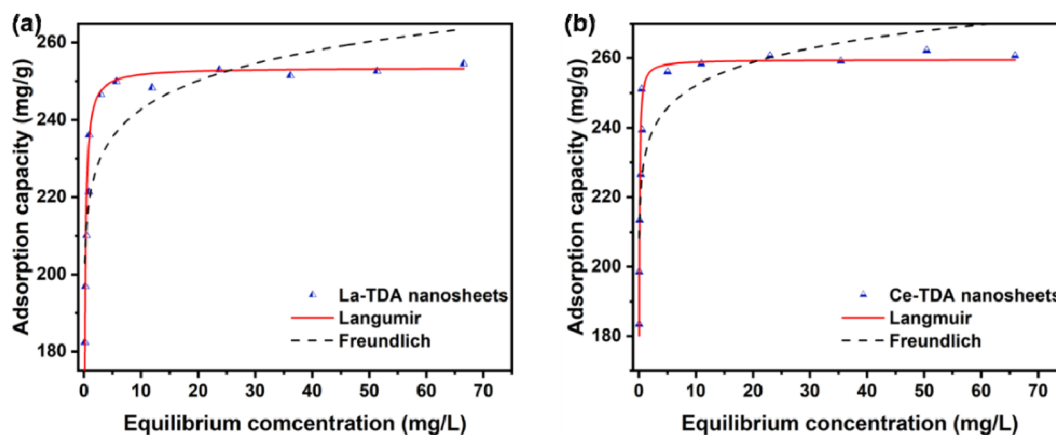 (a)
Adsorption capacity (mg/g)
260
240
220
200
180
La-TDA nanosheets
Langumir
Freundlich
0 10 20 30 40 50 60 70
Equilibrium comcentration (mg/L)
(b)
Adsorption capacity (mg/g)
260
240
220
200
180
Ce-TDA nanosheets
Langmuir
Freundlich
0 10 20 30 40 50 60 70
Equilibrium comcentration (mg/L)